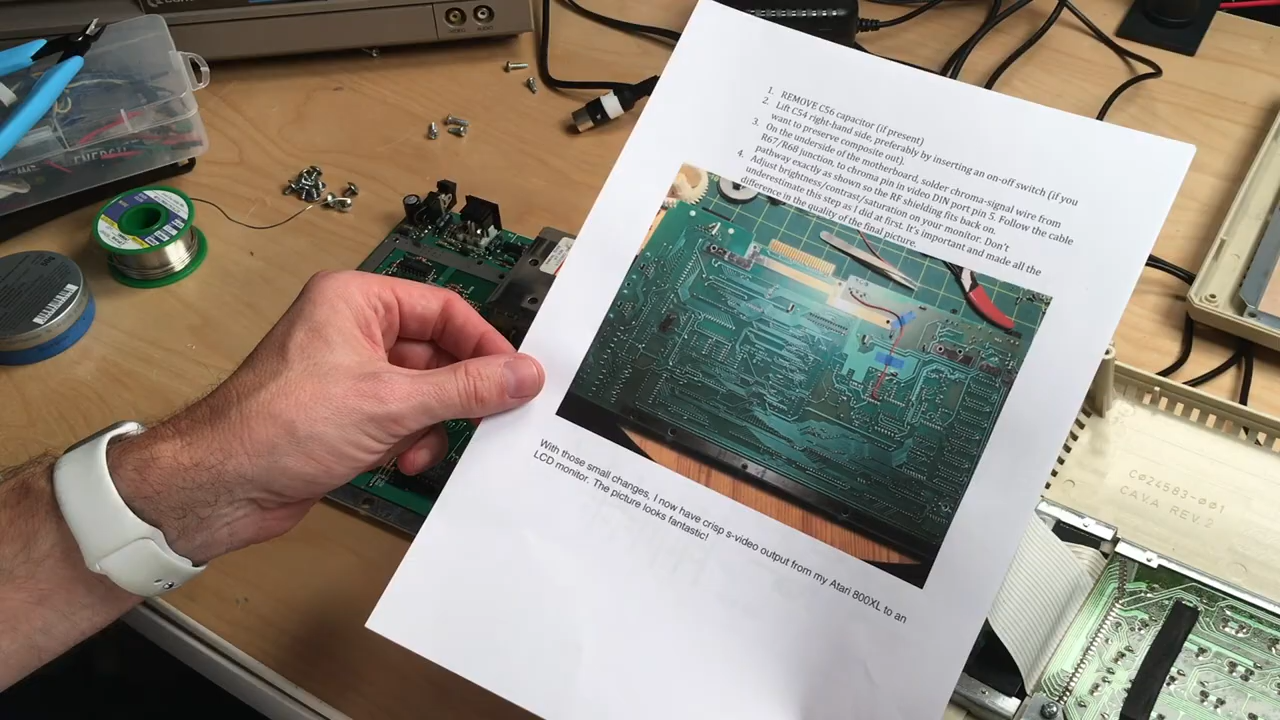 VIDEO AUDIO
1. REMOVE C56 capacitor (if present)
2. Lift C54 right-hand side, preferably by inserting an on-off switch (if you
want to preserve composite out).
3. On the underside of the motherboard, solder chroma-signal wire from
R67/R68 junction, to chroma pin in video DIN port pin 5. Follow the cable
pathway exactly as shown so the RF shielding fits back on.
4. Adjust brightness/contrast/saturation on your monitor. Don't
underestimate this step as I did at first. It's important and made all the
difference in the quality of the final picture.
With those small changes, I now have crisp s-video output from my Atari 800XL to an
LCD monitor. The picture looks fantastic!
C024583-001
CAV.A REV.2